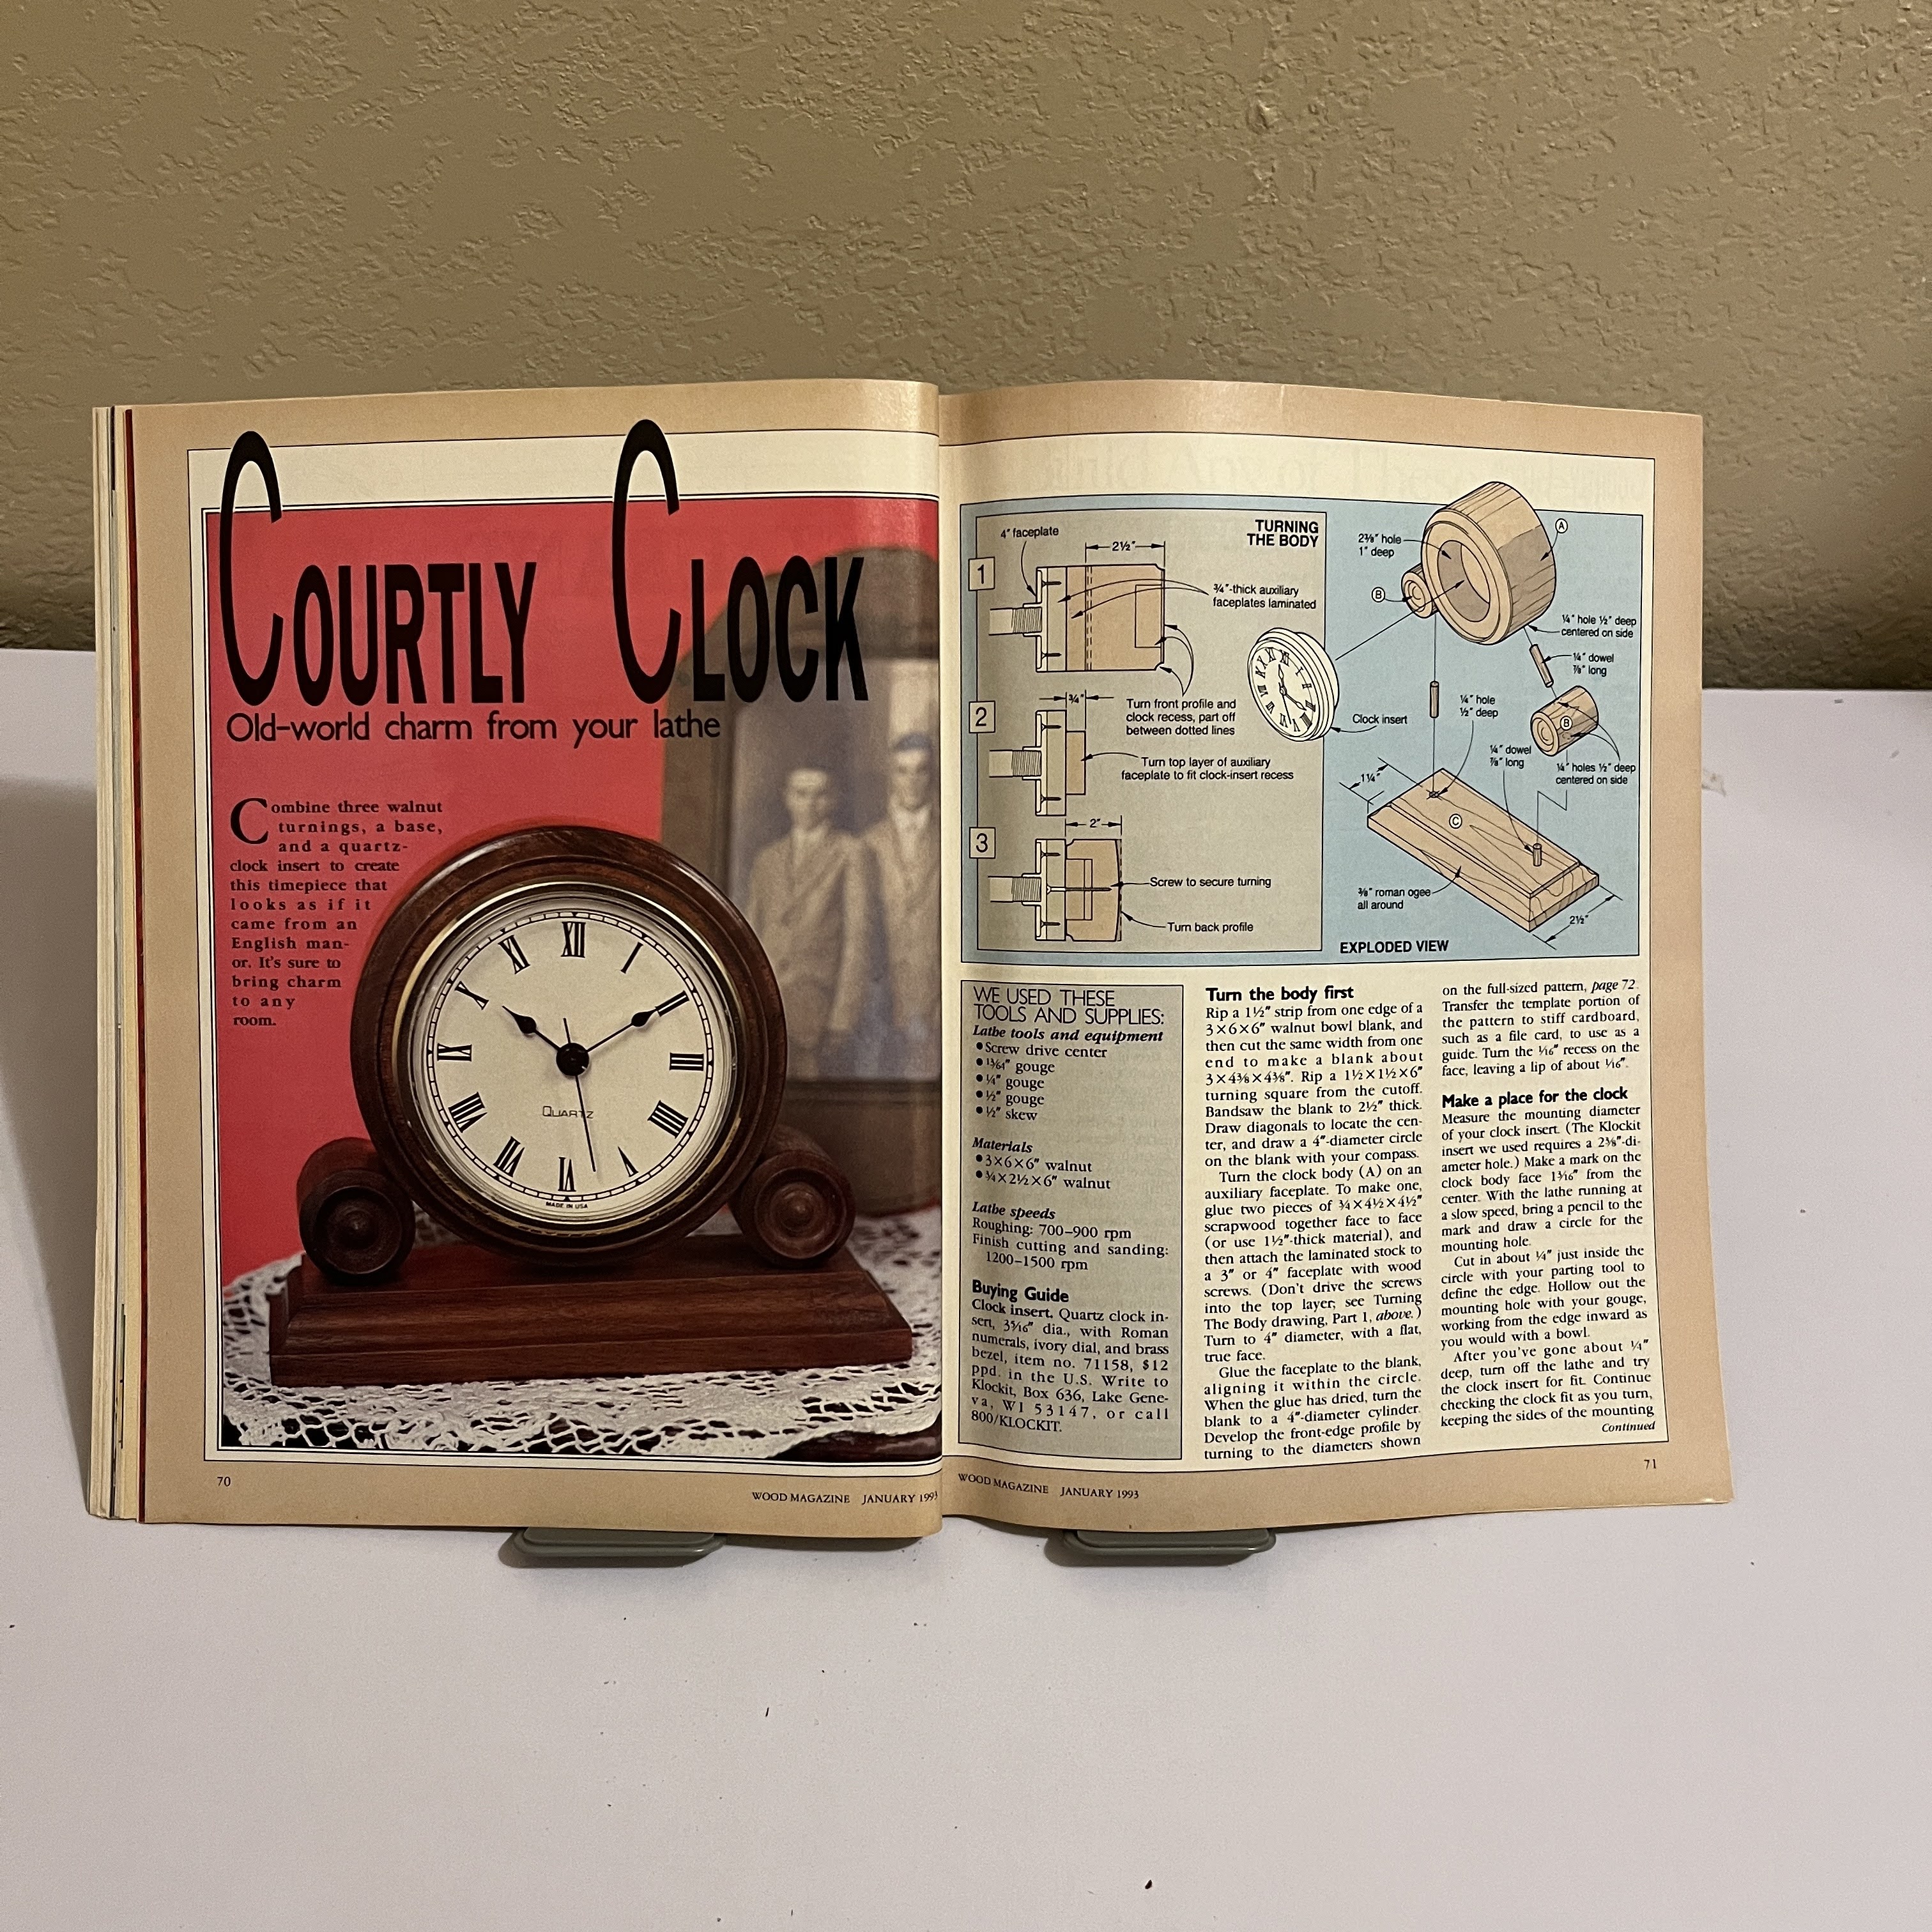 COURTLY CLOCK
Old-world charm from your lathe
Combine three walnut
turnings, a base,
and a quartz-
clock insert to create
this timepiece that
looks as if it
came from an
English man-
or. It's sure to
bring charm
to any
room.
XII
I
II
III
IIII
V
VI
VII
VIII
IX
X
XI
QUARTZ
MADE IN USA
70
WOOD MAGAZINE JANUARY 1993
TURNING
THE BODY
1
4" faceplate
2½"
¾"-thick auxiliary
faceplates laminated
Turn front profile and
clock recess, part off
between dotted lines
2
¾"
Turn top layer of auxiliary
faceplate to fit clock-insert recess
3
2"
Screw to secure turning
Turn back profile
2⅜" hole
1" deep
A
B
¼" hole ½" deep
centered on side
¼" dowel
⅞" long
B
¼" holes ½" deep
centered on side
Clock insert
¼" hole
½" deep
¼" dowel
⅞" long
1¼"
C
⅜" roman ogee
all around
2½"
EXPLODED VIEW
WE USED THESE
TOOLS AND SUPPLIES:
Lathe tools and equipment
•Screw drive center
•13⁄64" gouge
•¼" gouge
•½" gouge
•½" skew
Materials
•3×6×6" walnut
•¾×2½×6" walnut
Lathe speeds
Roughing: 700–900 rpm
Finish cutting and sanding:
1200–1500 rpm
Buying Guide
Clock insert. Quartz clock in-
sert, 3⁵⁄₁₆" dia., with Roman
numerals, ivory dial, and brass
bezel, item no. 71158, $12
ppd. in the U.S. Write to
Klockit, Box 636, Lake Gene-
va, WI 53147, or call
800/KLOCKIT.
Turn the body first
Rip a 1½" strip from one edge of a
3×6×6" walnut bowl blank, and
then cut the same width from one
end to make a blank about
3×4⅜×4⅜". Rip a 1½×1½×6"
turning square from the cutoff.
Bandsaw the blank to 2½" thick.
Draw diagonals to locate the cen-
ter, and draw a 4"-diameter circle
on the blank with your compass.
Turn the clock body (A) on an
auxiliary faceplate. To make one,
glue two pieces of ¾×4½×4½"
scrapwood together face to face
(or use 1½"-thick material), and
then attach the laminated stock to
a 3" or 4" faceplate with wood
screws. (Don't drive the screws
into the top layer; see Turning
The Body drawing, Part 1, above.)
Turn to 4" diameter, with a flat,
true face.
Glue the faceplate to the blank,
aligning it within the circle.
When the glue has dried, turn the
blank to a 4"-diameter cylinder.
Develop the front-edge profile by
turning to the diameters shown
on the full-sized pattern, page 72.
Transfer the template portion of
the pattern to stiff cardboard,
such as a file card, to use as a
guide. Turn the ¹⁄₁₆" recess on the
face, leaving a lip of about ¹⁄₁₆".
Make a place for the clock
Measure the mounting diameter
of your clock insert. (The Klockit
insert we used requires a 2⅜"-di-
ameter hole.) Make a mark on the
clock body face 1³⁄₁₆" from the
center. With the lathe running at
a slow speed, bring a pencil to the
mark and draw a circle for the
mounting hole.
Cut in about ¼" just inside the
circle with your parting tool to
define the edge. Hollow out the
mounting hole with your gouge,
working from the edge inward as
you would with a bowl.
After you've gone about ¼"
deep, turn off the lathe and try
the clock insert for fit. Continue
checking the clock fit as you turn,
keeping the sides of the mounting
Continued
WOOD MAGAZINE JANUARY 1993
71